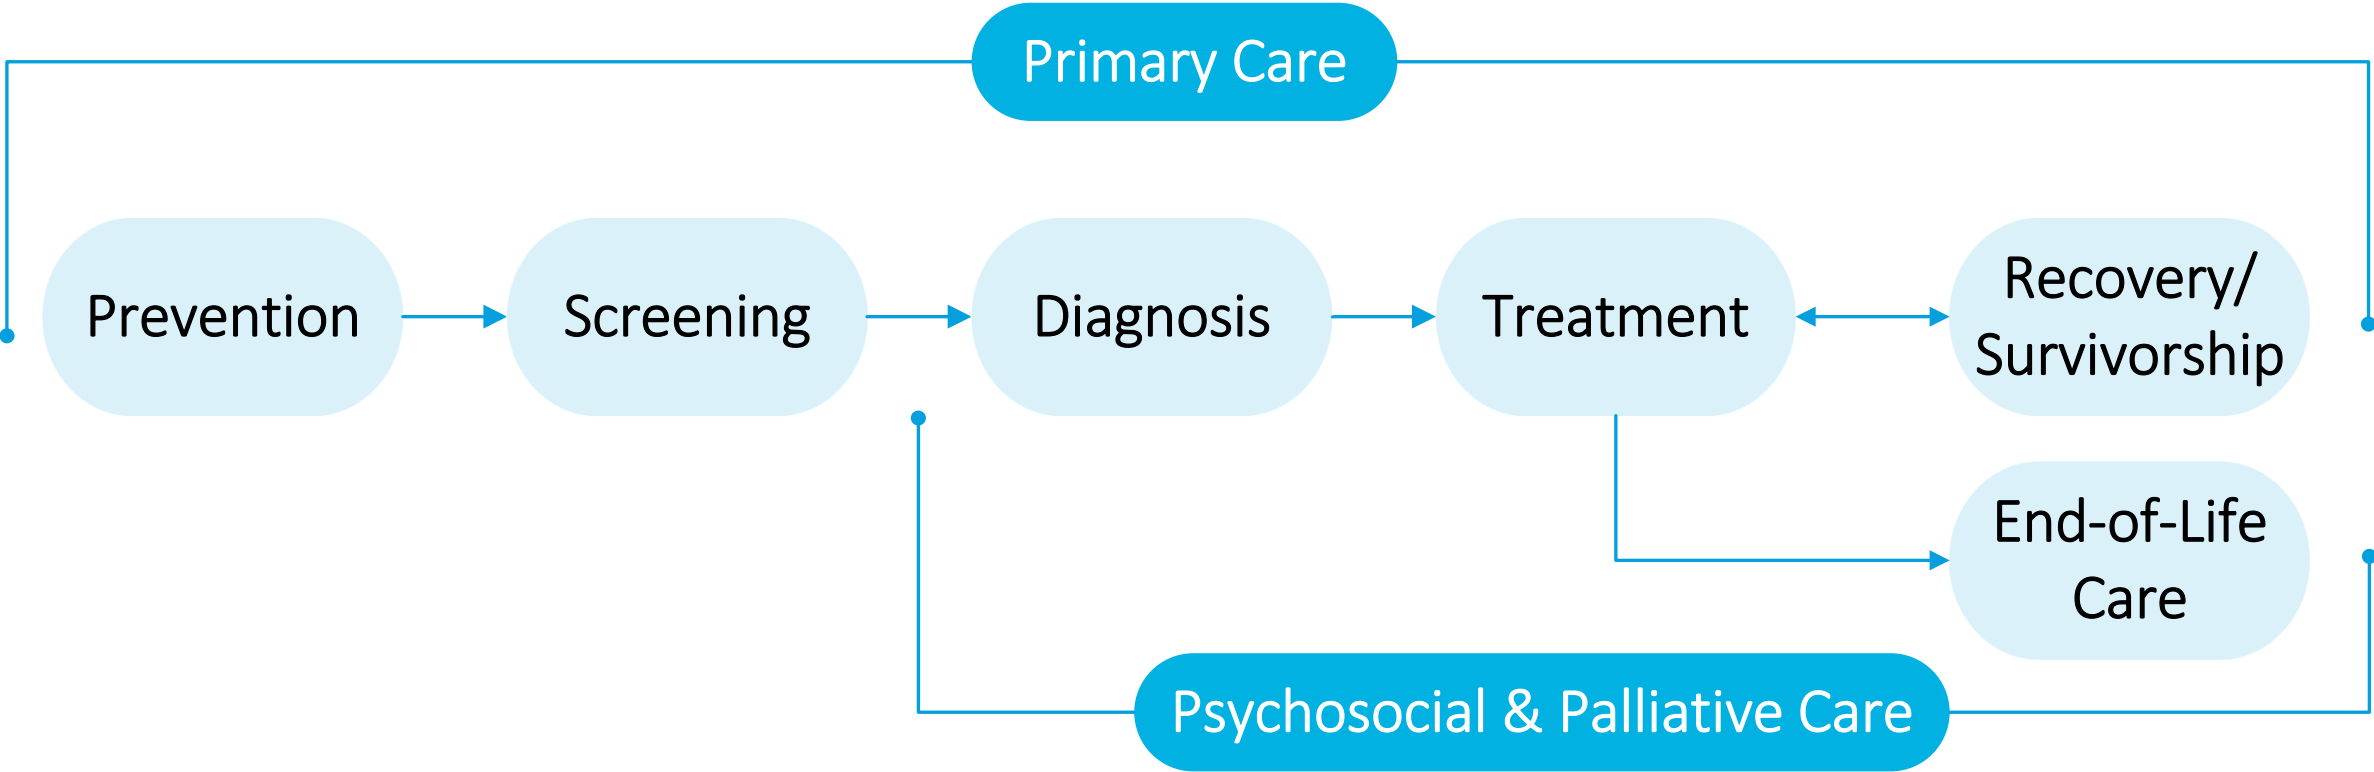 Primary Care
Prevention
Screening
Diagnosis
Treatment
Recovery/
Survivorship
End-of-Life
Care
Psychosocial & Palliative Care